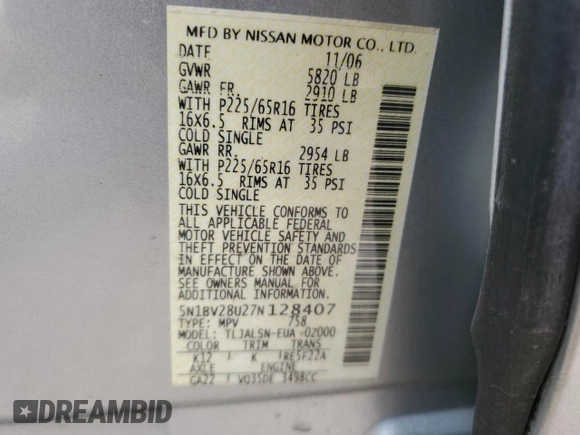 MFD BY NISSAN MOTOR CO., LTD.
DATE 11/06
GVWR 5820 LB
GAWR FR. 2910 LB
WITH P225/65R16 TIRES
16X6.5 RIMS AT 35 PSI
COLD SINGLE
GAWR RR. 2954 LB
WITH P225/65R16 TIRES
16X6.5 RIMS AT 35 PSI
COLD SINGLE
THIS VEHICLE CONFORMS TO
ALL APPLICABLE FEDERAL
MOTOR VEHICLE SAFETY AND
THEFT PREVENTION STANDARDS
IN EFFECT ON THE DATE OF
MANUFACTURE SHOWN ABOVE.
SEE OWNERS MANUAL FOR
ADDITIONAL INFORMATION.
5N1BV28U27N128407
TYPE: MPV 758
MODEL: TLJALSN-EUA -02000
COLOR TRIM TRANS
K12 K RE5F22A
AXLE ENGINE
GA22 VQ35DE 3498CC
DREAMBID